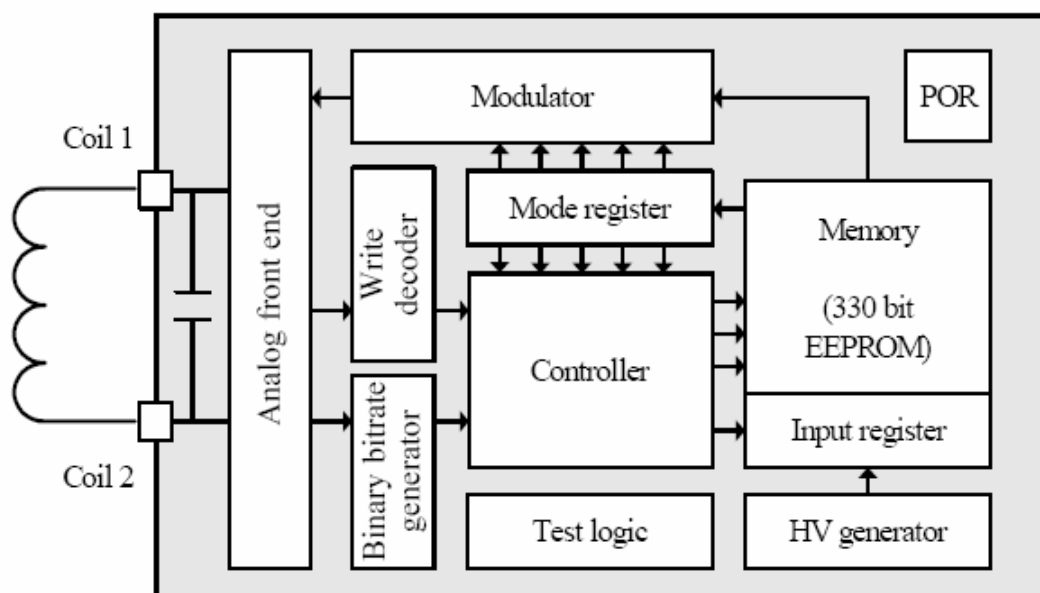 Modulator
POR
Coil 1
Mode register
Memory
(330 bit
EEPROM)
Analog front end
Write
decoder
Controller
Input register
Coil 2
Binary bitrate
generator
Test logic
HV generator